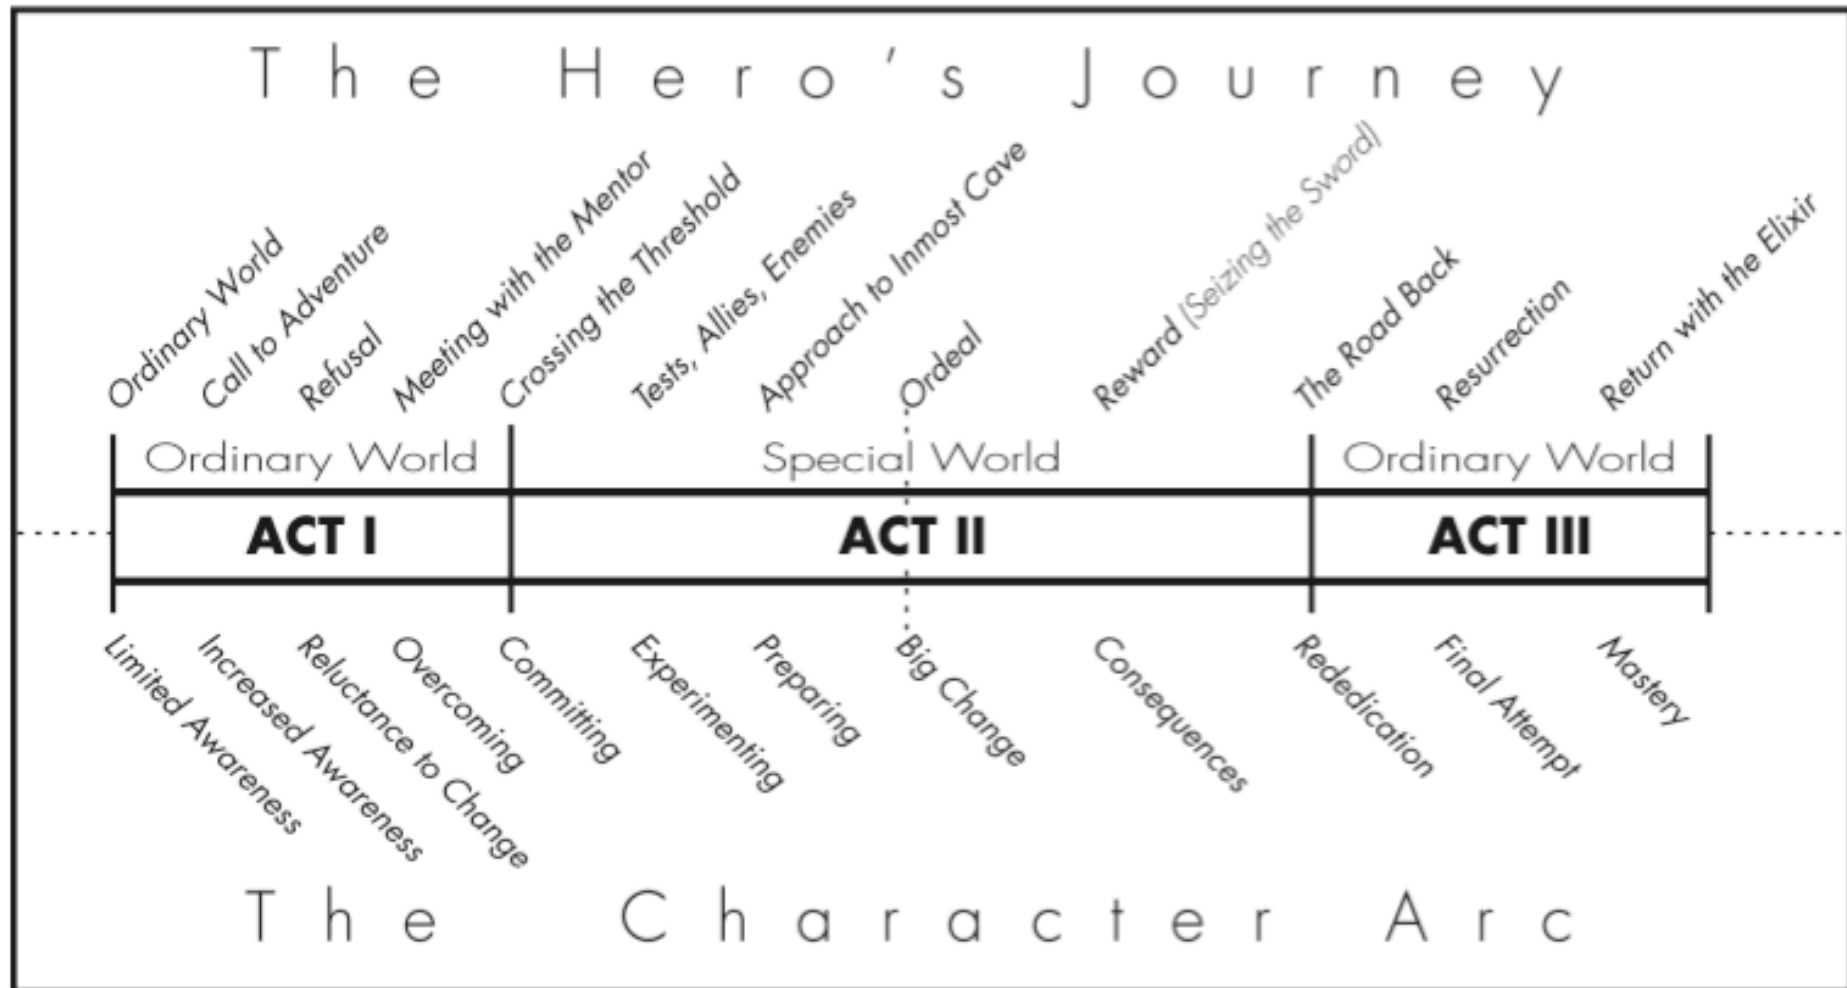 The Hero's Journey
Ordinary World
Call to Adventure
Refusal
Meeting with the Mentor
Crossing the Threshold
Tests, Allies, Enemies
Approach to Inmost Cave
Ordeal
Reward (Seizing the Sword)
The Road Back
Resurrection
Return with the Elixir
Ordinary World
Special World
Ordinary World
ACT I
ACT II
ACT III
Limited Awareness
Increased Awareness
Reluctance to Change
Overcoming
Committing
Experimenting
Preparing
Big Change
Consequences
Rededication
Final Attempt
Mastery
The Character Arc